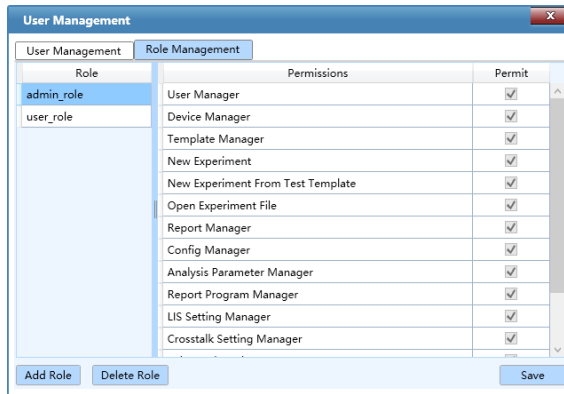 User Management
x
User Management Role Management
Role Permissions Permit
admin_role User Manager
user_role Device Manager
Template Manager
New Experiment
New Experiment From Test Template
Open Experiment File
Report Manager
Config Manager
Analysis Parameter Manager
Report Program Manager
LIS Setting Manager
Crosstalk Setting Manager
Add Role Delete Role Save